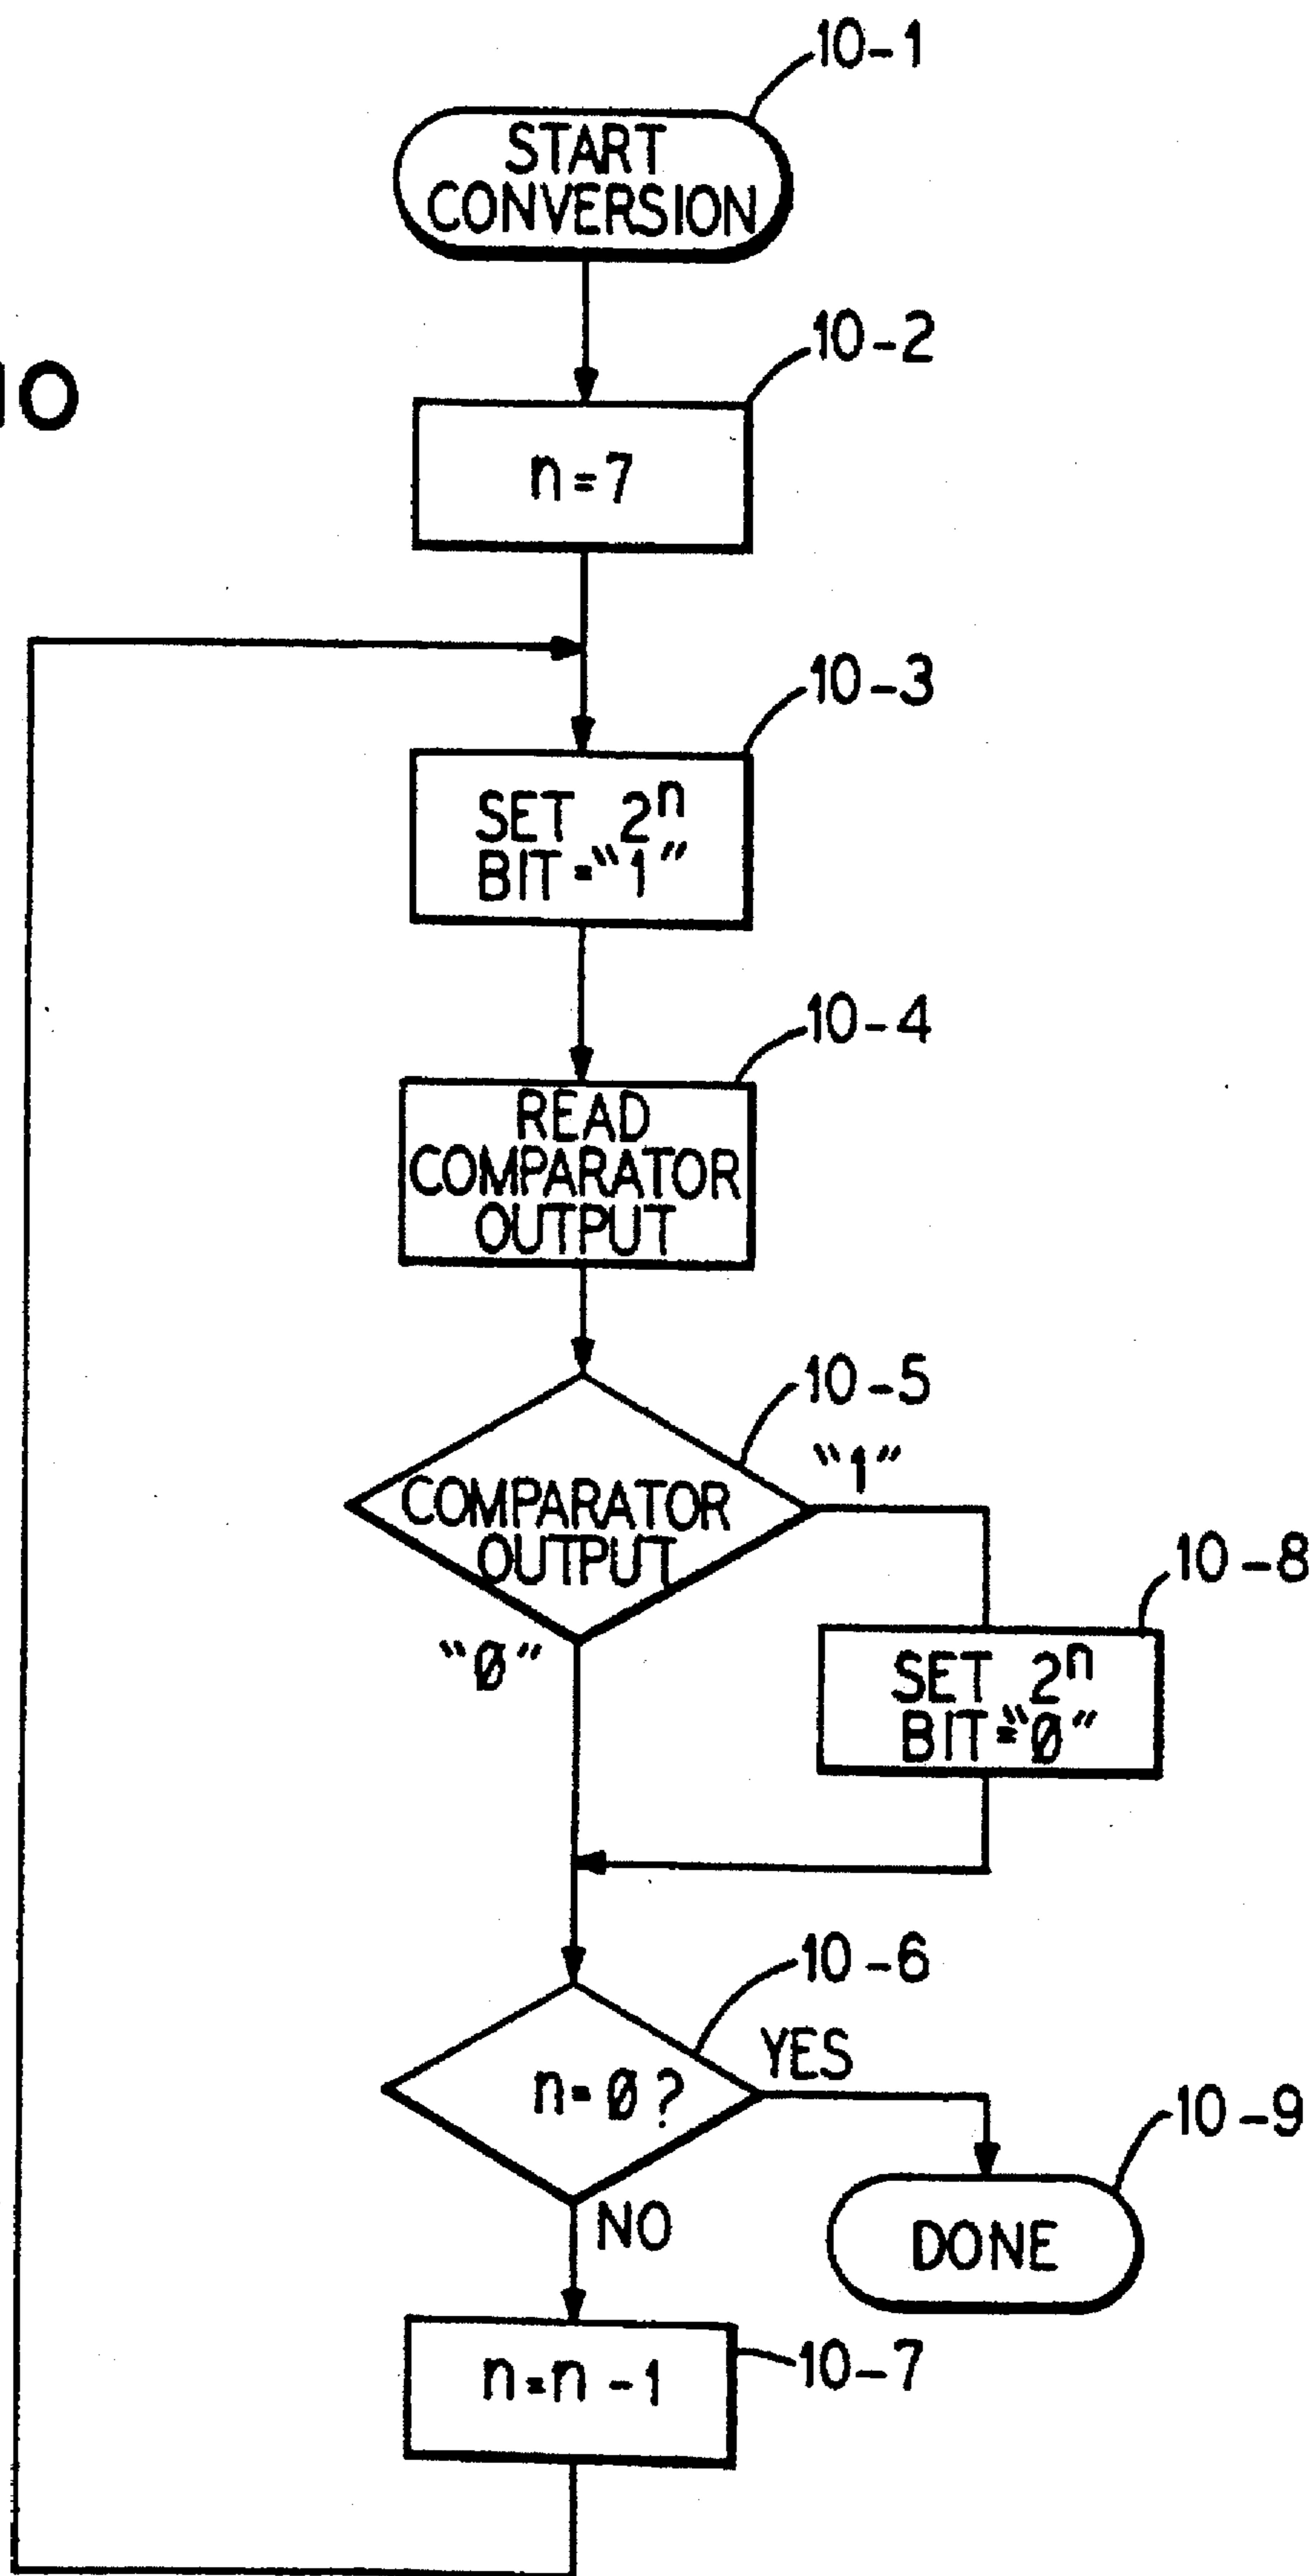 10-1
START
CONVERSION
10-2
10
n=7
10-3
SET 2ⁿ
BIT="1"
10-4
READ
COMPARATOR
OUTPUT
10-5
"1"
COMPARATOR
OUTPUT
"Ø"
10-8
SET 2ⁿ
BIT="Ø"
10-6
YES
n=Ø?
10-9
DONE
NO
10-7
n=n-1